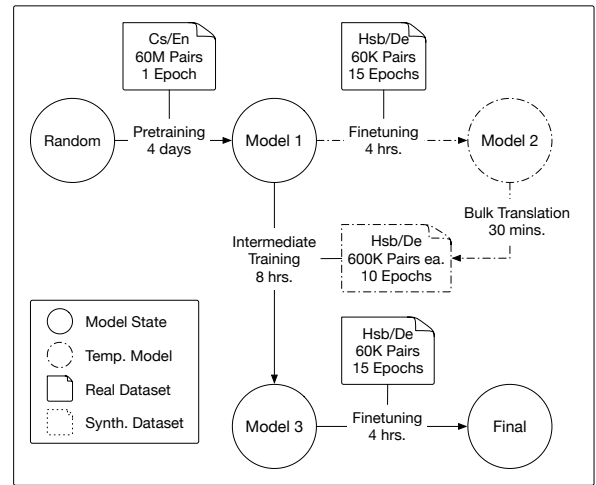 Cs/En
60M Pairs
1 Epoch
Hsb/De
60K Pairs
15 Epochs
Random
Pretraining
4 days
Model 1
Finetuning
4 hrs.
Model 2
Bulk Translation
30 mins.
Intermediate
Training
8 hrs.
Hsb/De
600K Pairs ea.
10 Epochs
Model State
Temp. Model
Real Dataset
Synth. Dataset
Hsb/De
60K Pairs
15 Epochs
Model 3
Finetuning
4 hrs.
Final